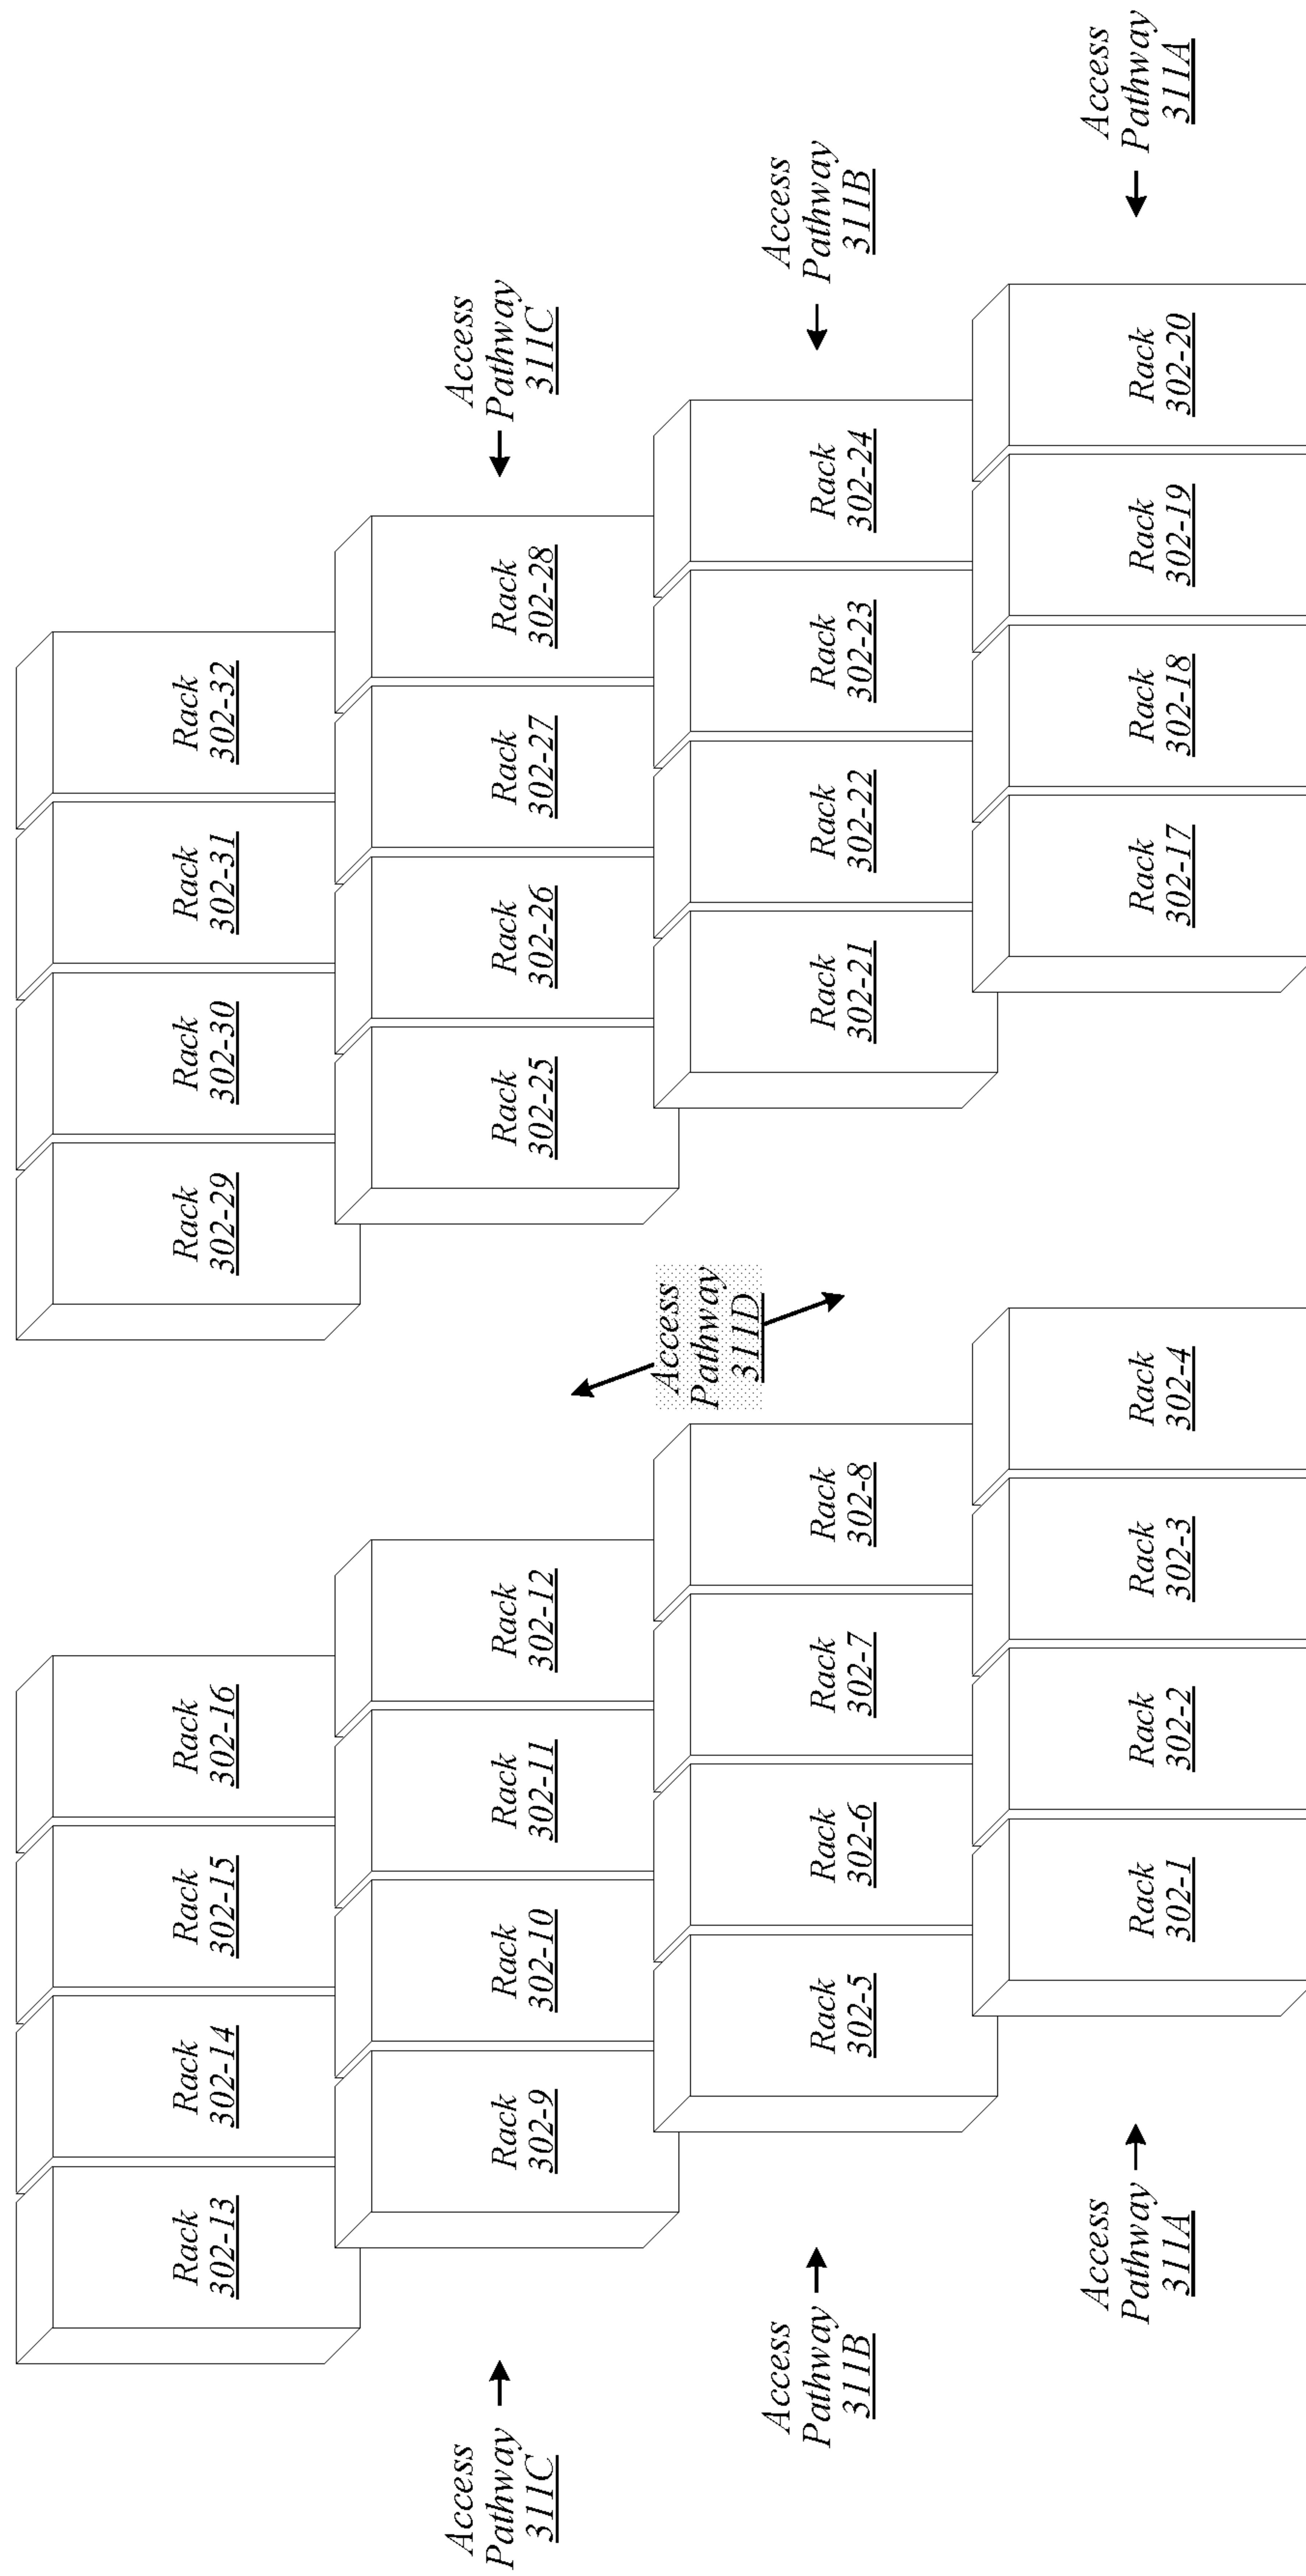 Rack
302-13
Rack
302-14
Rack
302-15
Rack
302-16
Rack
302-29
Rack
302-30
Rack
302-31
Rack
302-32
Access
Pathway
311C
Rack
302-9
Rack
302-10
Rack
302-11
Rack
302-12
Rack
302-25
Rack
302-26
Rack
302-27
Rack
302-28
Access
Pathway
311C
Access
Pathway
311D
Access
Pathway
311B
Rack
302-5
Rack
302-6
Rack
302-7
Rack
302-8
Rack
302-21
Rack
302-22
Rack
302-23
Rack
302-24
Access
Pathway
311B
Access
Pathway
311A
Rack
302-1
Rack
302-2
Rack
302-3
Rack
302-4
Rack
302-17
Rack
302-18
Rack
302-19
Rack
302-20
Access
Pathway
311A